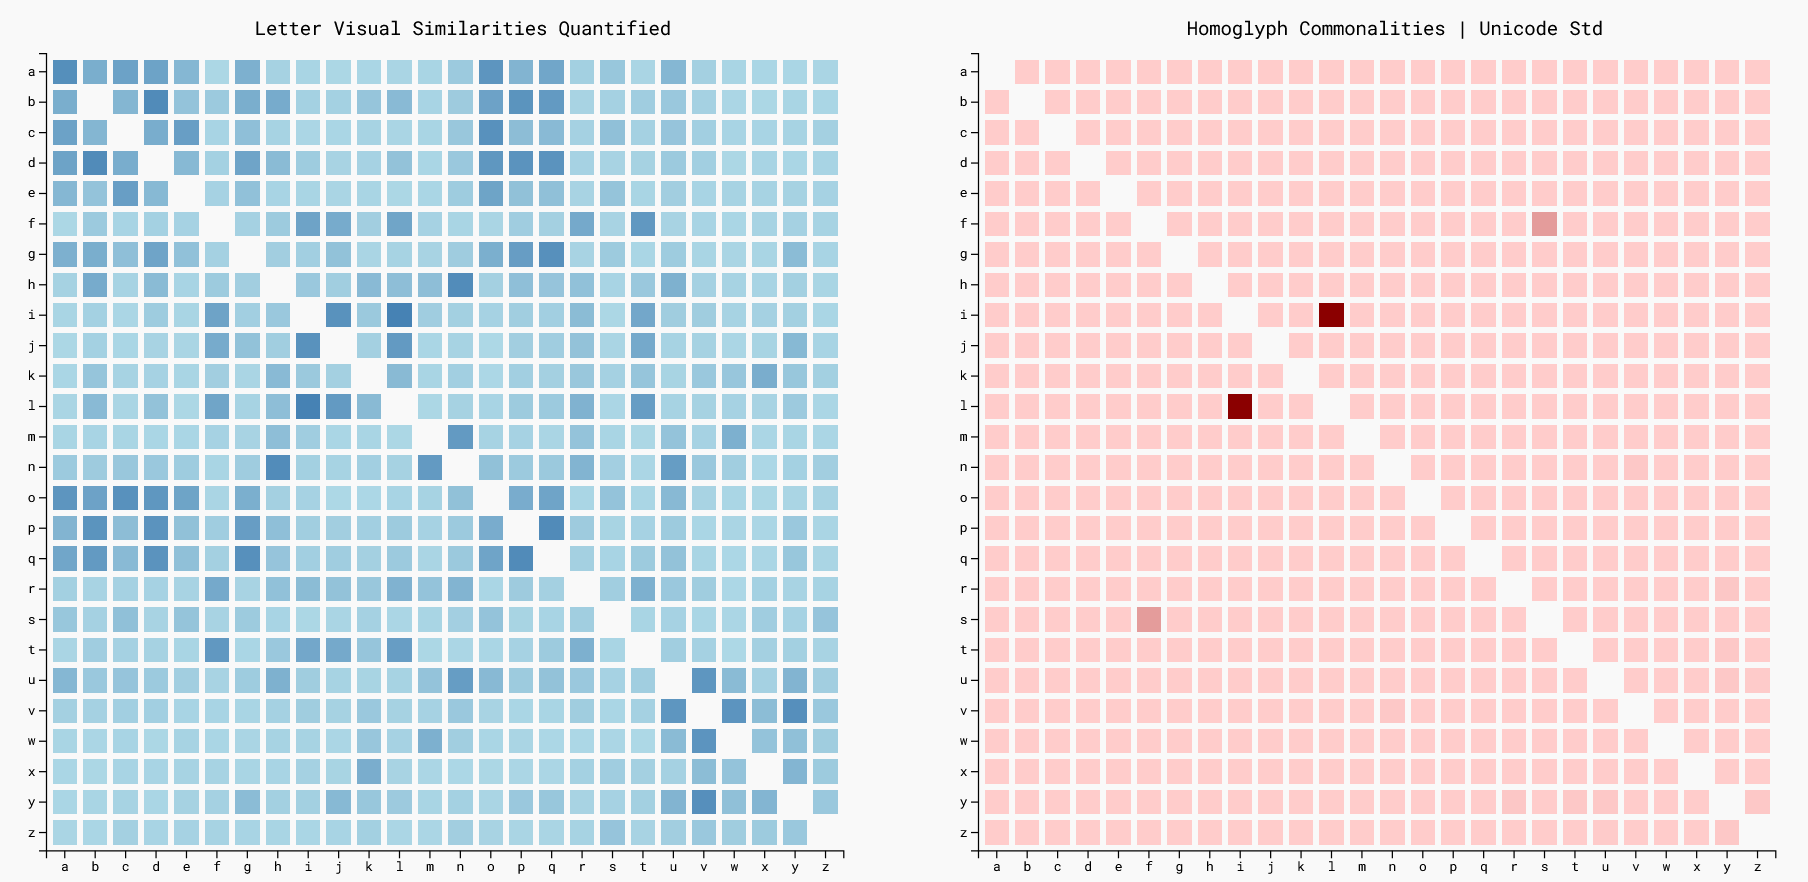 Letter Visual Similarities Quantified
a
b
c
d
e
f
g
h
i
j
k
l
m
n
o
p
q
r
s
t
u
v
w
x
y
z
a b c d e f g h i j k l m n o p q r s t u v w x y z
Homoglyph Commonalities | Unicode Std
a
b
c
d
e
f
g
h
i
j
k
l
m
n
o
p
q
r
s
t
u
v
w
x
y
z
a b c d e f g h i j k l m n o p q r s t u v w x y z